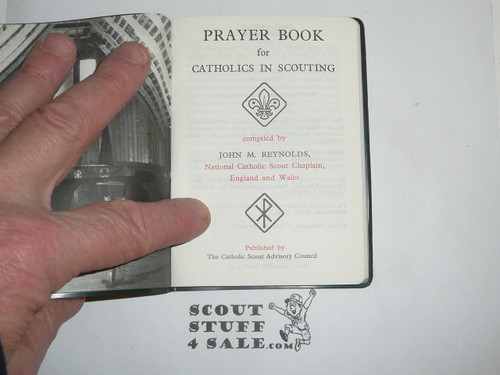 PRAYER BOOK
for
CATHOLICS IN SCOUTING
compiled by
JOHN M. REYNOLDS,
National Catholic Scout Chaplain,
England and Wales
Published by
The Catholic Scout Advisory Council
SCOUT
STUFF
4 SALE.COM